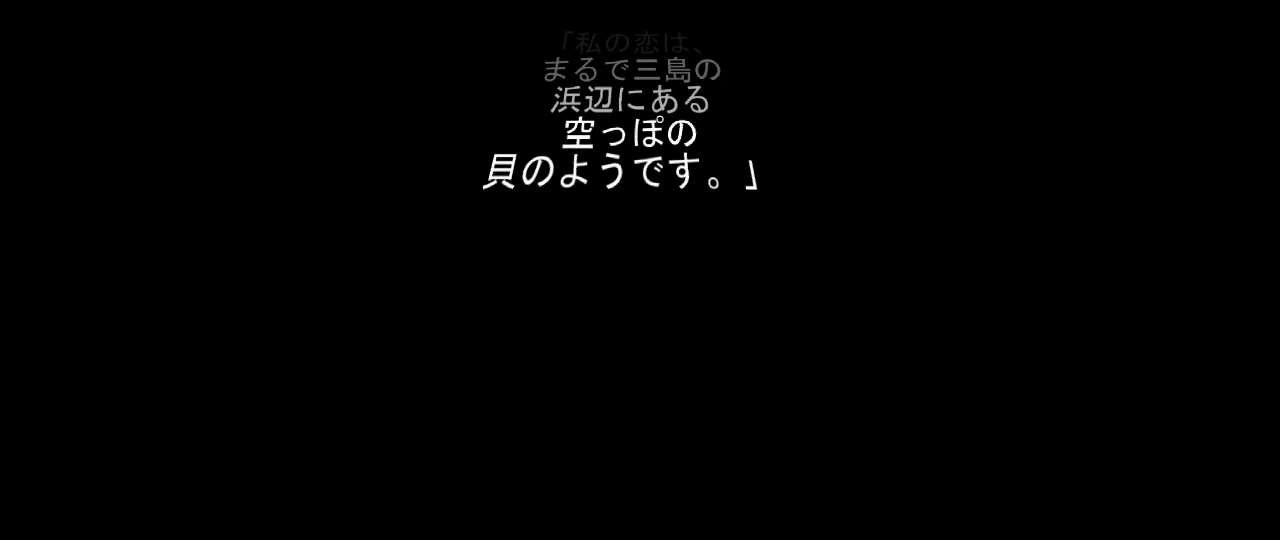 「私の恋は、
まるで三島の
浜辺にある
空っぽの
貝のようです。」